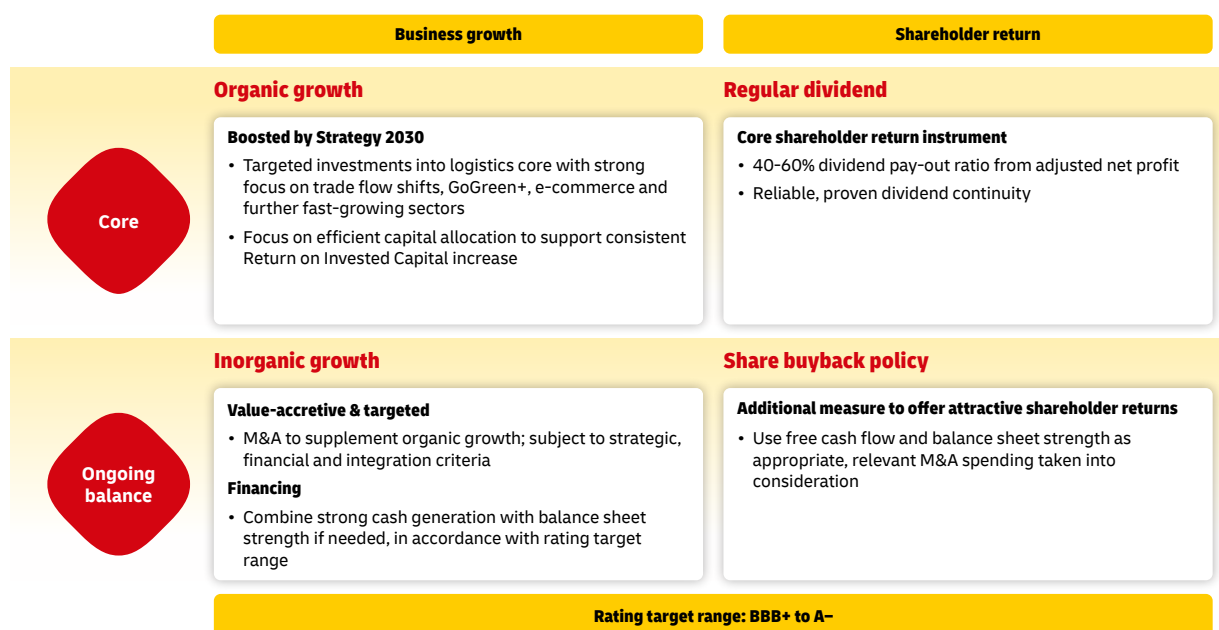 Business growth
Shareholder return
Core
Organic growth
Boosted by Strategy 2030
• Targeted investments into logistics core with strong
focus on trade flow shifts, GoGreen+, e-commerce and
further fast-growing sectors
• Focus on efficient capital allocation to support consistent
Return on Invested Capital increase
Regular dividend
Core shareholder return instrument
• 40-60% dividend pay-out ratio from adjusted net profit
• Reliable, proven dividend continuity
Ongoing
balance
Inorganic growth
Value-accretive & targeted
• M&A to supplement organic growth; subject to strategic,
financial and integration criteria
Financing
• Combine strong cash generation with balance sheet
strength if needed, in accordance with rating target
range
Share buyback policy
Additional measure to offer attractive shareholder returns
• Use free cash flow and balance sheet strength as
appropriate, relevant M&A spending taken into
consideration
Rating target range: BBB+ to A–